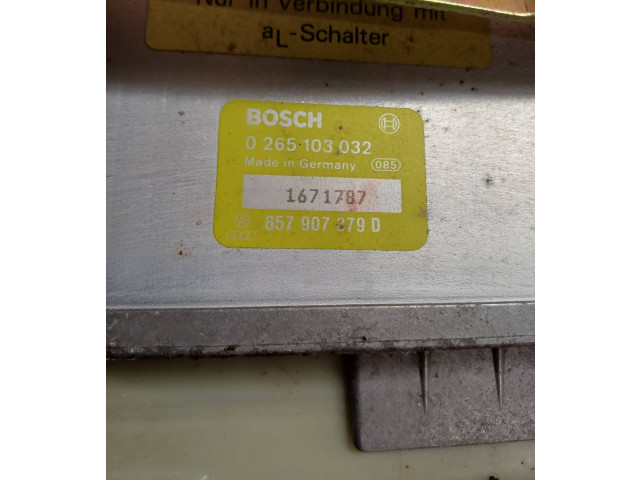 Nur in Verbindung mit
aL-Schalter
BOSCH
0 265 103 032
Made in Germany 085
1671787
857 907 379 D